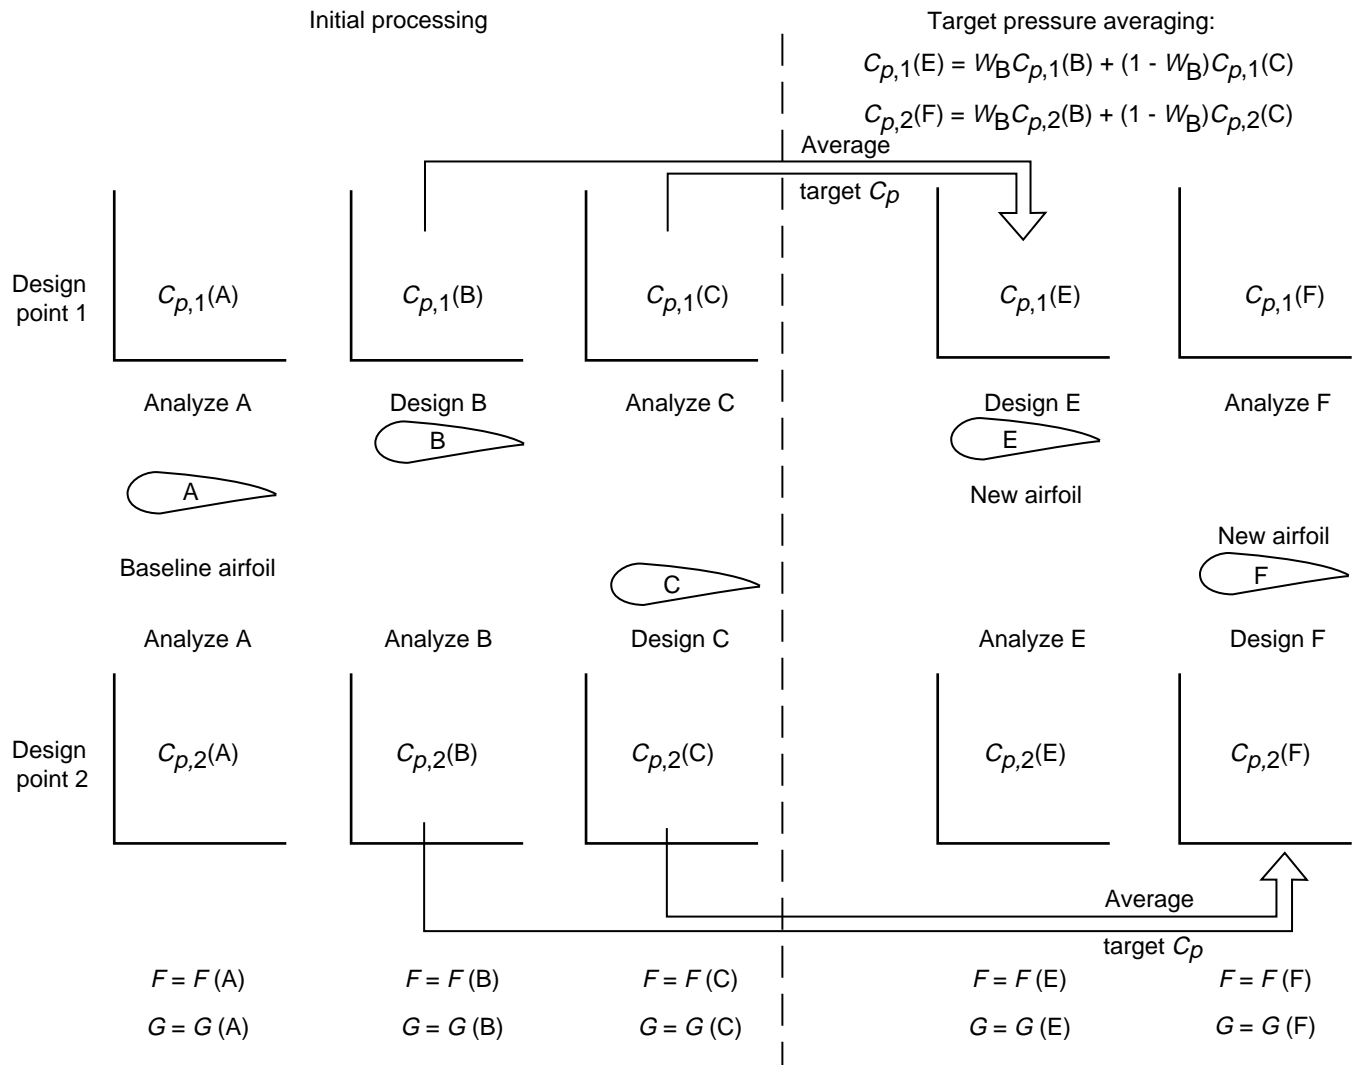 Initial processing
Target pressure averaging:
Cp,1(E) = WBCp,1(B) + (1 - WB)Cp,1(C)
Cp,2(F) = WBCp,2(B) + (1 - WB)Cp,2(C)
Average
target Cp
Design
point 1
Cp,1(A)
Cp,1(B)
Cp,1(C)
Cp,1(E)
Cp,1(F)
Analyze A
Design B
Analyze C
Design E
Analyze F
B
E
A
New airfoil
Baseline airfoil
New airfoil
C
F
Analyze A
Analyze B
Design C
Analyze E
Design F
Design
point 2
Cp,2(A)
Cp,2(B)
Cp,2(C)
Cp,2(E)
Cp,2(F)
Average
target Cp
F = F (A)
F = F (B)
F = F (C)
F = F (E)
F = F (F)
G = G (A)
G = G (B)
G = G (C)
G = G (E)
G = G (F)